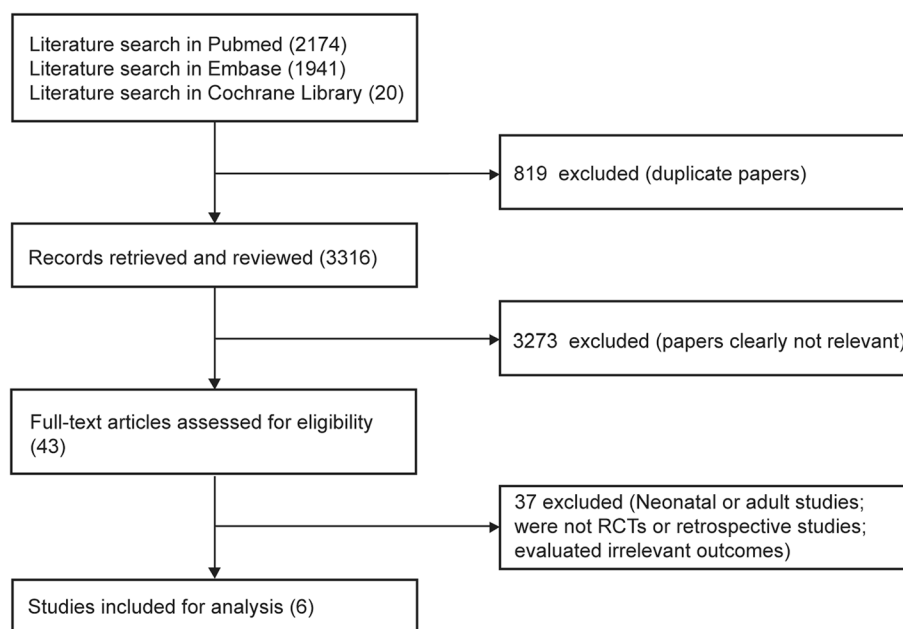 Literature search in Pubmed (2174)
Literature search in Embase (1941)
Literature search in Cochrane Library (20)
819 excluded (duplicate papers)
Records retrieved and reviewed (3316)
3273 excluded (papers clearly not relevant)
Full-text articles assessed for eligibility
(43)
37 excluded (Neonatal or adult studies;
were not RCTs or retrospective studies;
evaluated irrelevant outcomes)
Studies included for analysis (6)